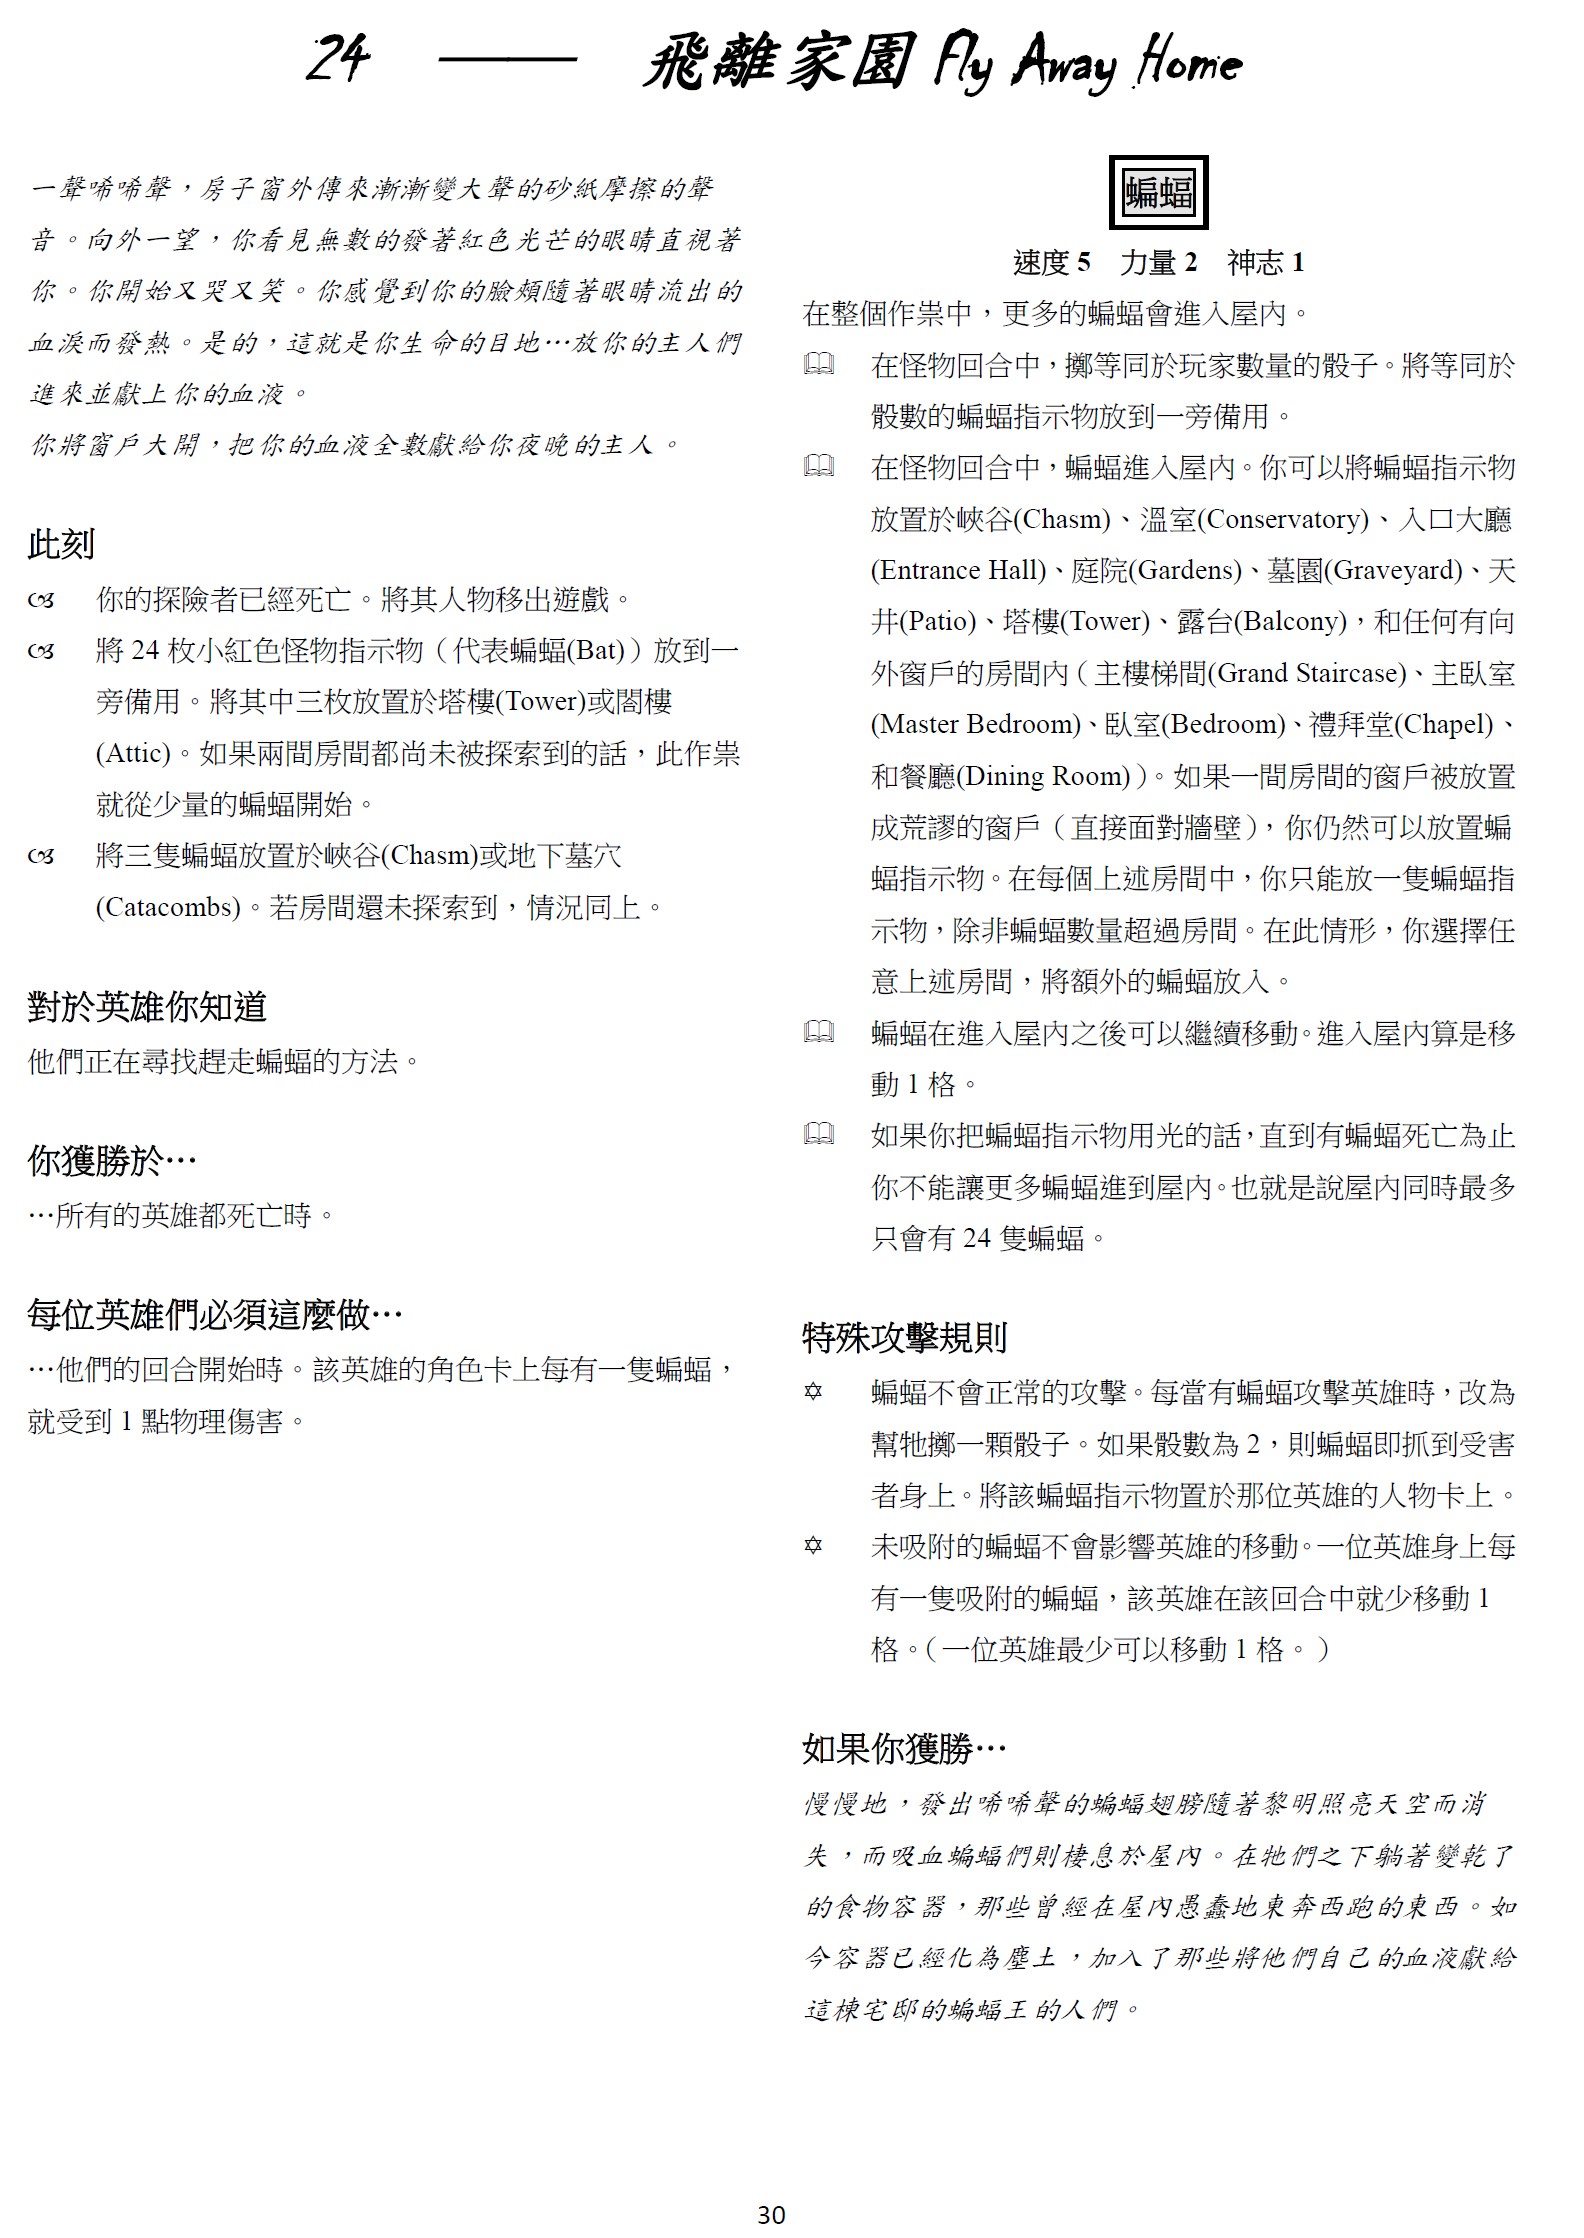 24 —— 飛離家園 Fly Away Home
一聲唏唏聲，房子窗外傳來漸漸變大聲的砂紙摩擦的聲
音。向外一望，你看見無數的發著紅色光芒的眼睛直視著
你。你開始又哭又笑。你感覺到你的臉頰隨著眼睛流出的
血淚而發熱。是的，這就是你生命的目地…放你的主人們
進來並獻上你的血液。
你將窗戶大開，把你的血液全數獻給你夜晚的主人。
此刻
你的探險者已經死亡。將其人物移出遊戲。
將 24 枚小紅色怪物指示物（代表蝙蝠(Bat)）放到一
旁備用。將其中三枚放置於塔樓(Tower)或閣樓
(Attic)。如果兩間房間都尚未被探索到的話，此作祟
就從少量的蝙蝠開始。
將三隻蝙蝠放置於峽谷(Chasm)或地下墓穴
(Catacombs)。若房間還未探索到，情況同上。
對於英雄你知道
他們正在尋找趕走蝙蝠的方法。
你獲勝於…
…所有的英雄都死亡時。
每位英雄們必須這麼做…
…他們的回合開始時。該英雄的角色卡上每有一隻蝙蝠，
就受到 1 點物理傷害。
蝙蝠
速度 5 力量 2 神志 1
在整個作祟中，更多的蝙蝠會進入屋內。
在怪物回合中，擲等同於玩家數量的骰子。將等同於
骰數的蝙蝠指示物放到一旁備用。
在怪物回合中，蝙蝠進入屋內。你可以將蝙蝠指示物
放置於峽谷(Chasm)、溫室(Conservatory)、入口大廳
(Entrance Hall)、庭院(Gardens)、墓園(Graveyard)、天
井(Patio)、塔樓(Tower)、露台(Balcony)，和任何有向
外窗戶的房間內（主樓梯間(Grand Staircase)、主臥室
(Master Bedroom)、臥室(Bedroom)、禮拜堂(Chapel)、
和餐廳(Dining Room)）。如果一間房間的窗戶被放置
成荒謬的窗戶（直接面對牆壁），你仍然可以放置蝙
蝠指示物。在每個上述房間中，你只能放一隻蝙蝠指
示物，除非蝙蝠數量超過房間。在此情形，你選擇任
意上述房間，將額外的蝙蝠放入。
蝙蝠在進入屋內之後可以繼續移動。進入屋內算是移
動 1 格。
如果你把蝙蝠指示物用光的話，直到有蝙蝠死亡為止
你不能讓更多蝙蝠進到屋內。也就是說屋內同時最多
只會有 24 隻蝙蝠。
特殊攻擊規則
蝙蝠不會正常的攻擊。每當有蝙蝠攻擊英雄時，改為
幫牠擲一顆骰子。如果骰數為 2，則蝙蝠即抓到受害
者身上。將該蝙蝠指示物置於那位英雄的人物卡上。
未吸附的蝙蝠不會影響英雄的移動。一位英雄身上每
有一隻吸附的蝙蝠，該英雄在該回合中就少移動 1
格。（一位英雄最少可以移動 1 格。）
如果你獲勝…
慢慢地，發出唏唏聲的蝙蝠翅膀隨著黎明照亮天空而消
失，而吸血蝙蝠們則棲息於屋內。在牠們之下躺著變乾了
的食物容器，那些曾經在屋內愚蠢地東奔西跑的東西。如
今容器已經化為塵土，加入了那些將他們自己的血液獻給
這棟宅邸的蝙蝠王的人們。
30